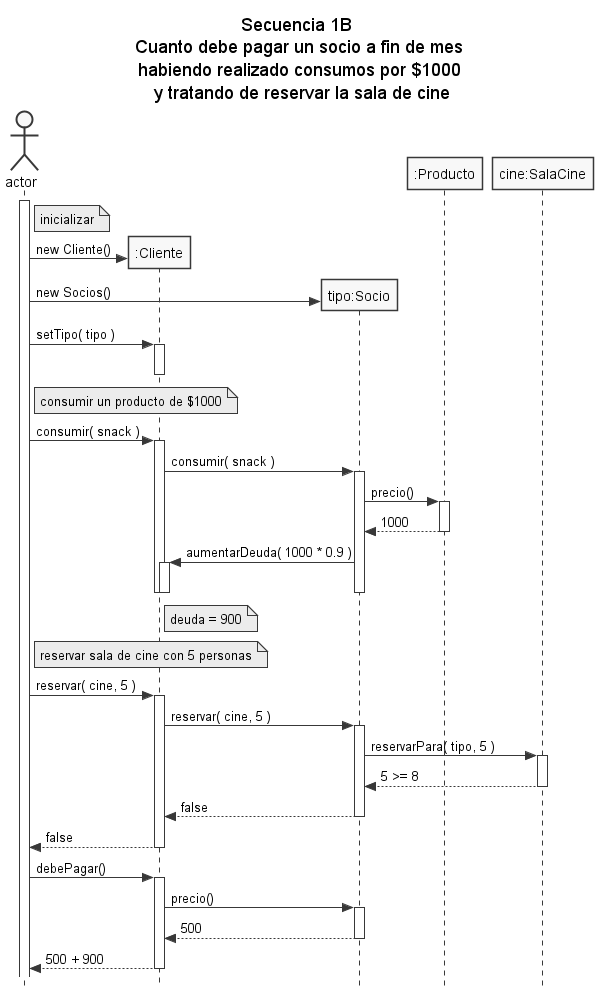 Secuencia 1B
Cuanto debe pagar un socio a fin de mes
habiendo realizado consumos por $1000
y tratando de reservar la sala de cine
actor
:Producto
cine:SalaCine
inicializar
new Cliente()
:Cliente
new Socios()
tipo:Socio
setTipo( tipo )
consumir un producto de $1000
consumir( snack )
consumir( snack )
precio()
1000
aumentarDeuda( 1000 * 0.9 )
deuda = 900
reservar sala de cine con 5 personas
reservar( cine, 5 )
reservar( cine, 5 )
reservarPara( tipo, 5 )
5 >= 8
false
false
debePagar()
precio()
500
500 + 900